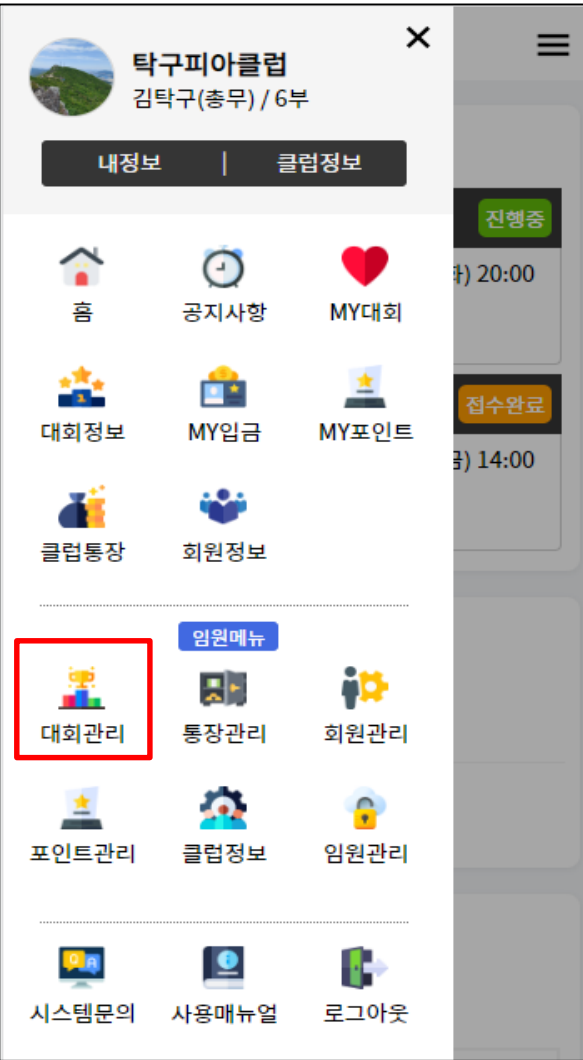 탁구피아클럽
김탁구(총무) / 6부
내정보 | 클럽정보
진행중
20:00
접수완료
14:00
홈 공지사항 MY대회
대회정보 MY입금 MY포인트
클럽통장 회원정보
임원메뉴
대회관리 통장관리 회원관리
포인트관리 클럽정보 임원관리
시스템문의 사용매뉴얼 로그아웃